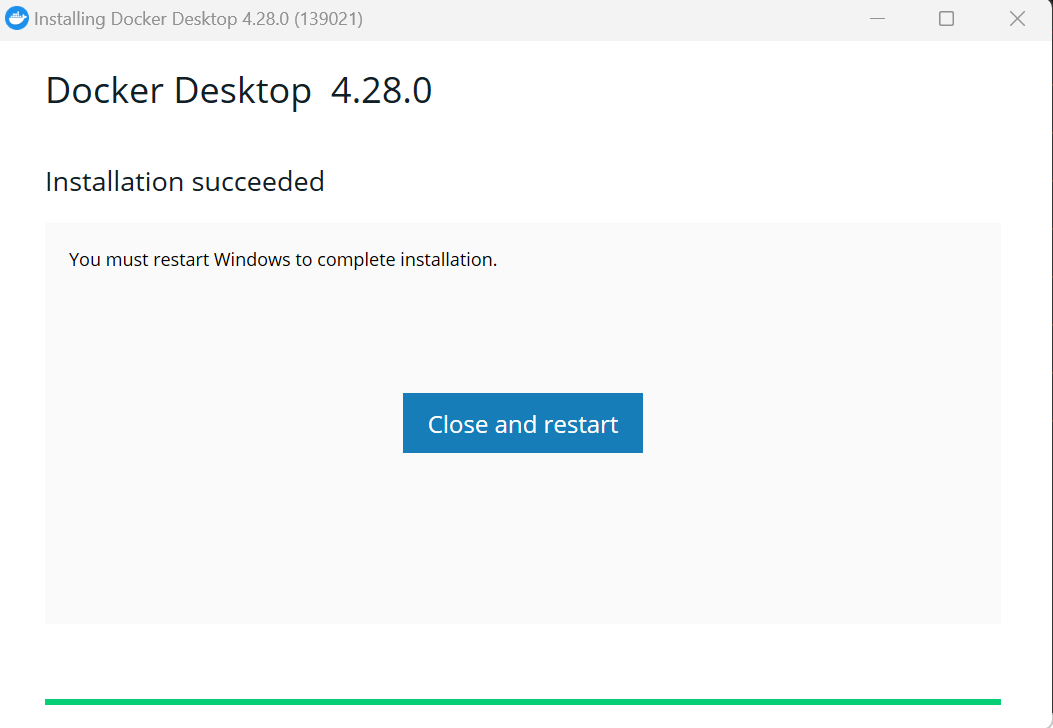 Installing Docker Desktop 4.28.0 (139021)
Docker Desktop 4.28.0
Installation succeeded
You must restart Windows to complete installation.
Close and restart